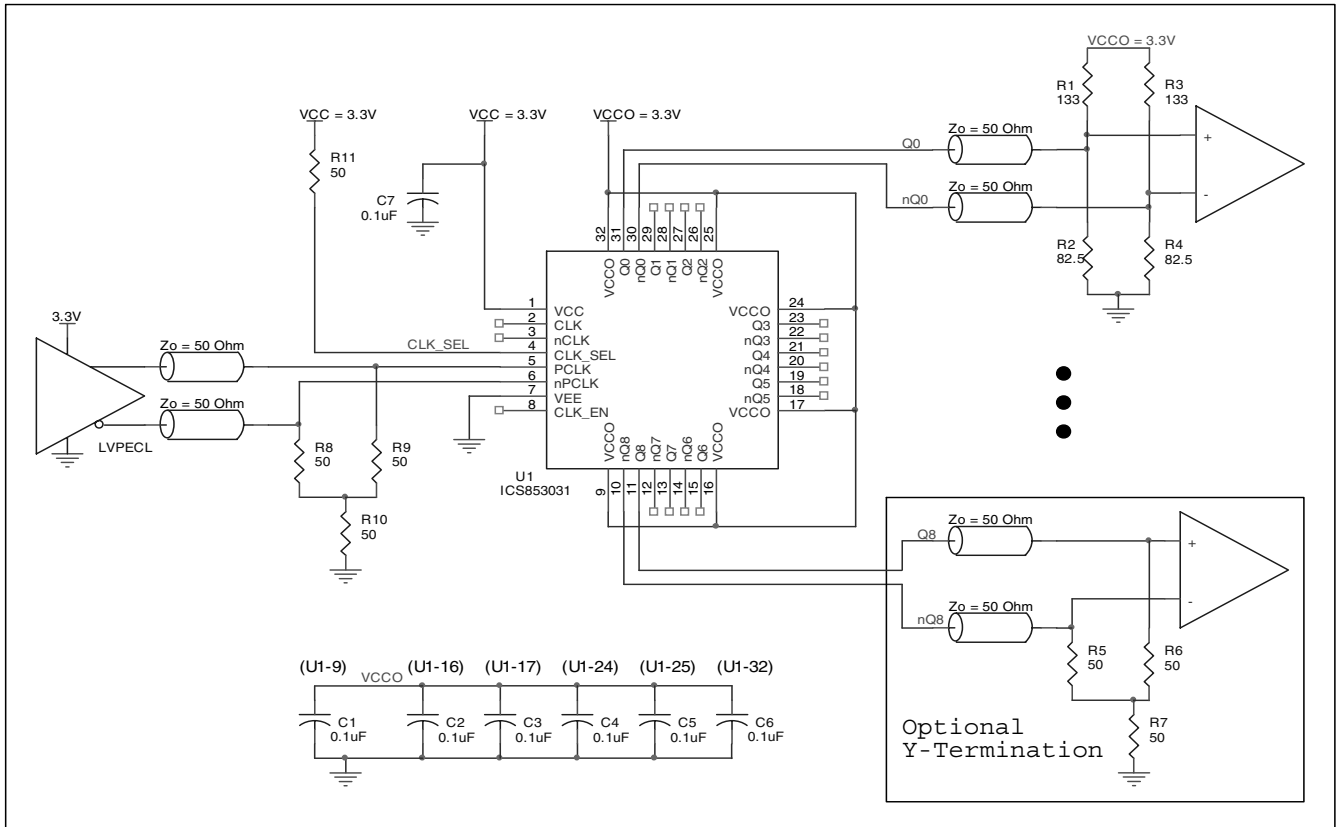 VCCO = 3.3V
R1
133
R3
133
VCC = 3.3V
VCC = 3.3V
VCCO = 3.3V
Zo = 50 Ohm
Q0
+
R11
50
C7
0.1uF
Zo = 50 Ohm
nQ0
-
R2
82.5
R4
82.5
32
31
30
29
28
27
26
25
VCCO
Q0
nQ0
Q1
nQ1
Q2
nQ2
VCCO
1
VCC
2
CLK
3
nCLK
CLK_SEL
4
CLK_SEL
5
PCLK
6
nPCLK
7
VEE
8
CLK_EN
24
VCCO
23
Q3
22
nQ3
21
Q4
20
nQ4
19
Q5
18
nQ5
17
VCCO
3.3V
Zo = 50 Ohm
Zo = 50 Ohm
LVPECL
R8
50
R9
50
R10
50
VCCO
nQ8
Q8
nQ7
Q7
nQ6
Q6
VCCO
U1
ICS853031
9
10
11
12
13
14
15
16
Zo = 50 Ohm
Q8
+
Zo = 50 Ohm
nQ8
-
R5
50
R6
50
R7
50
Optional
Y-Termination
(U1-9)
(U1-16)
(U1-17)
(U1-24)
(U1-25)
(U1-32)
VCCO
C1
0.1uF
C2
0.1uF
C3
0.1uF
C4
0.1uF
C5
0.1uF
C6
0.1uF